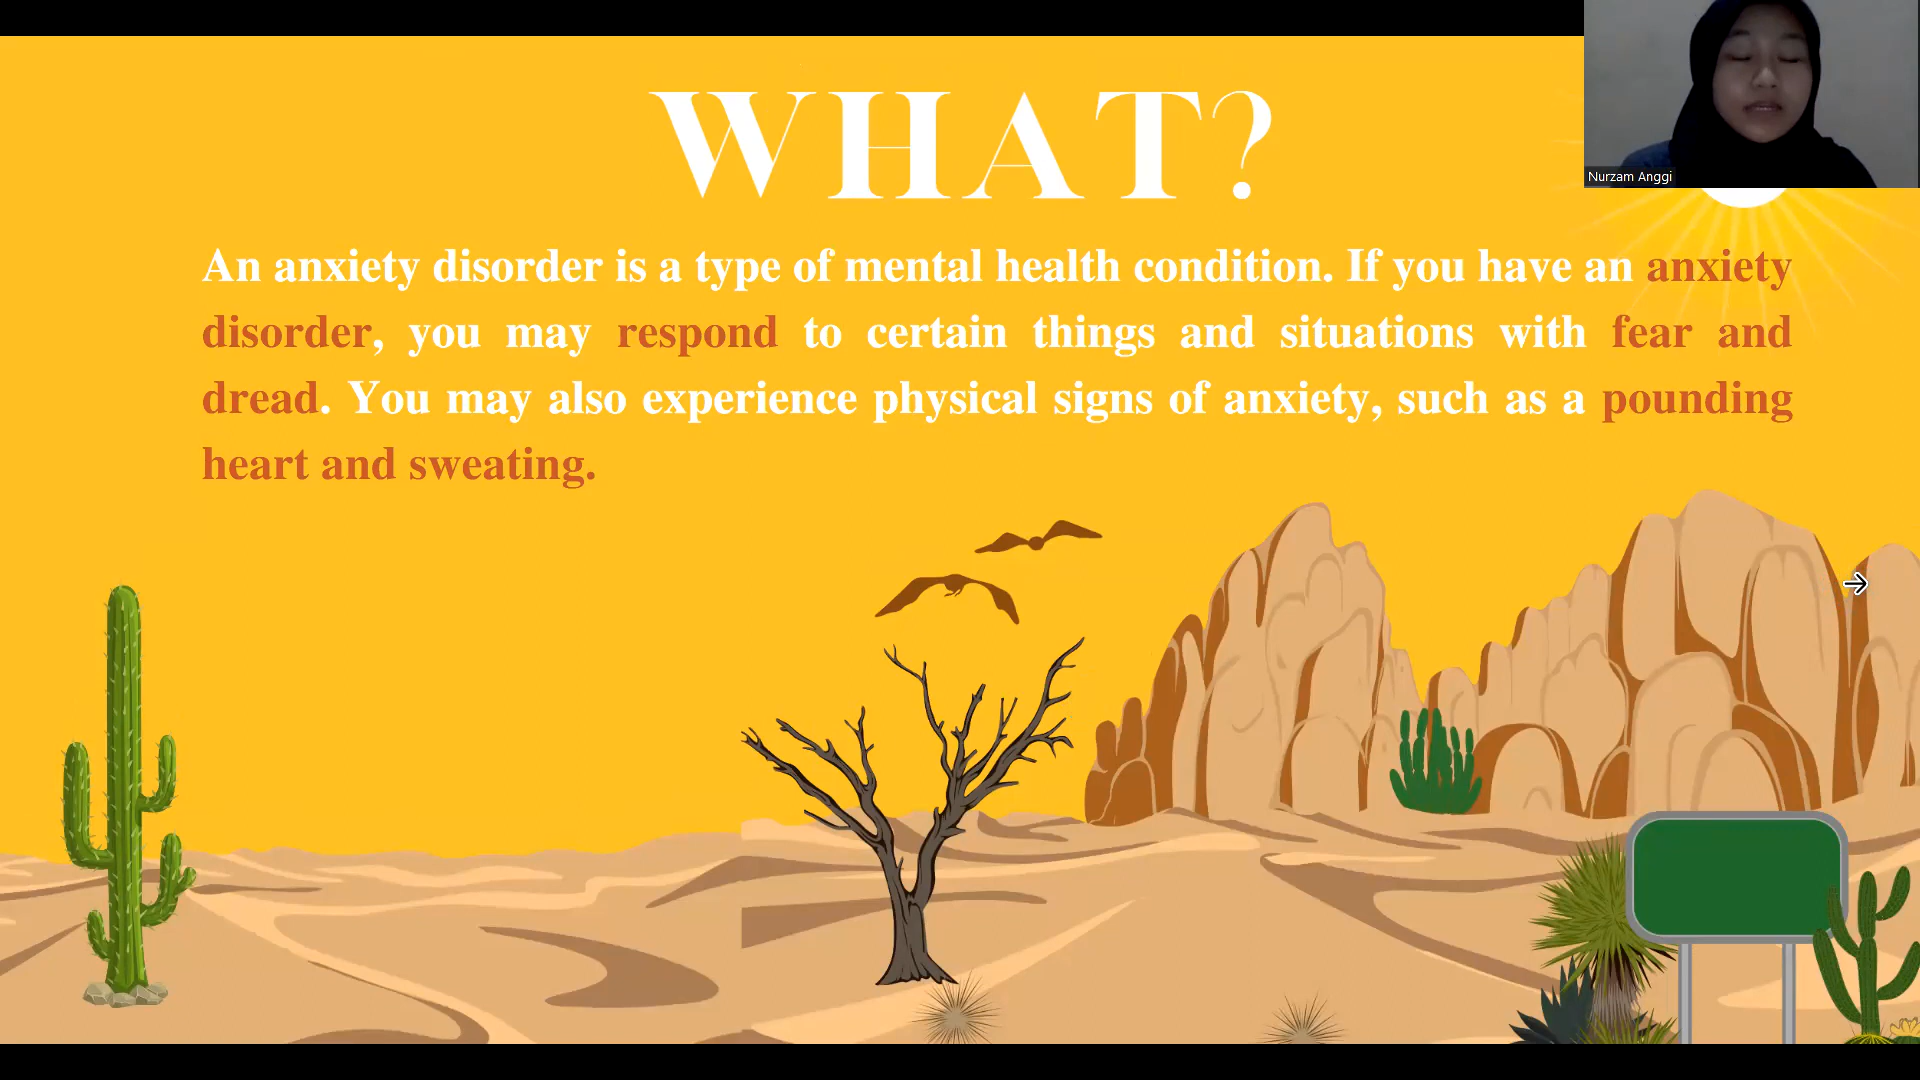 WHAT?
Nurzam Anggi
An anxiety disorder is a type of mental health condition. If you have an anxiety
disorder, you may respond to certain things and situations with fear and
dread. You may also experience physical signs of anxiety, such as a pounding
heart and sweating.